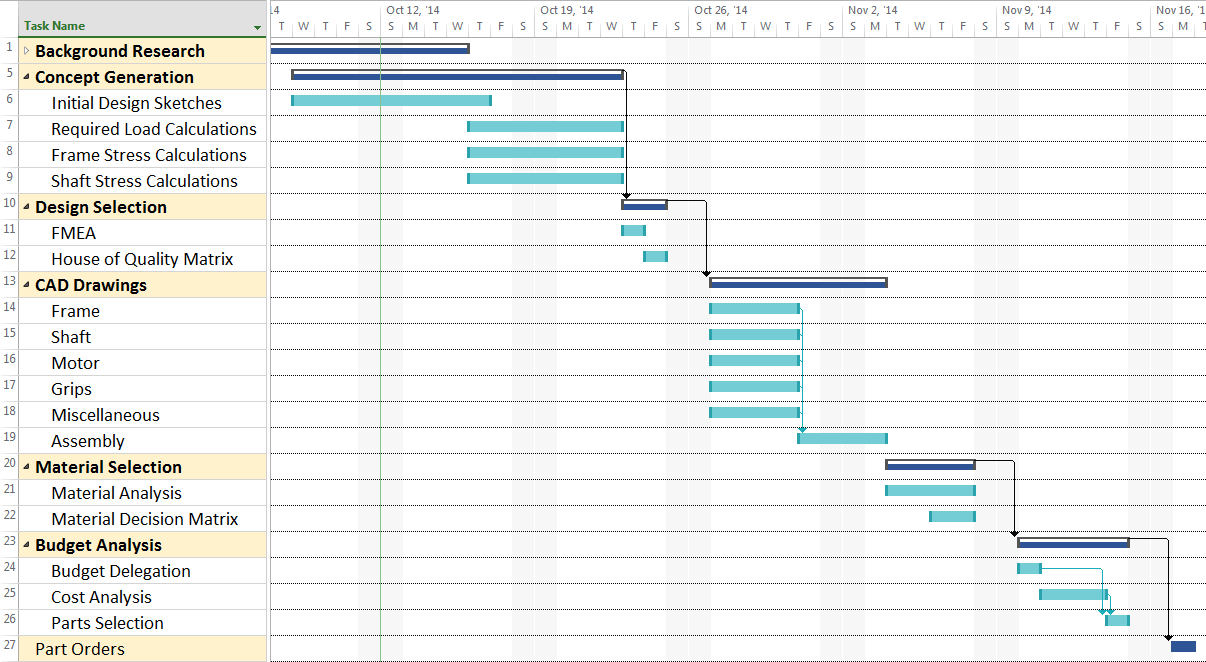 14 Oct 12, '14 Oct 19, '14 Oct 26, '14 Nov 2, '14 Nov 9, '14 Nov 16, '1
Task Name T W T F S S M T W T F S S M T W T F S S M T W T F S S M T W T F S S M T W T F S S M T
1 Background Research
5 Concept Generation
6 Initial Design Sketches
7 Required Load Calculations
8 Frame Stress Calculations
9 Shaft Stress Calculations
10 Design Selection
11 FMEA
12 House of Quality Matrix
13 CAD Drawings
14 Frame
15 Shaft
16 Motor
17 Grips
18 Miscellaneous
19 Assembly
20 Material Selection
21 Material Analysis
22 Material Decision Matrix
23 Budget Analysis
24 Budget Delegation
25 Cost Analysis
26 Parts Selection
27 Part Orders